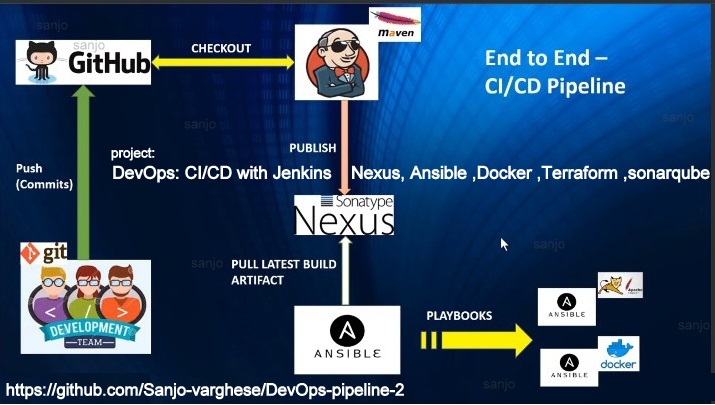 sanjo
sanjo
GitHub
CHECKOUT
maven
End to End –
CI/CD Pipeline
sanjo
sanjo
sanjo
Push
(Commits)
PUBLISH
project:
DevOps: CI/CD with Jenkins Nexus, Ansible ,Docker ,Terraform ,sonarqube
Sonatype
Nexus
git
DEVELOPMENT
TEAM
sanjo
PULL LATEST BUILD
ARTIFACT
sanjo
A
ANSIBLE
PLAYBOOKS
A
ANSIBLE
A
ANSIBLE
docker
sanjo
sanjo
https://github.com/Sanjo-varghese/DevOps-pipeline-2